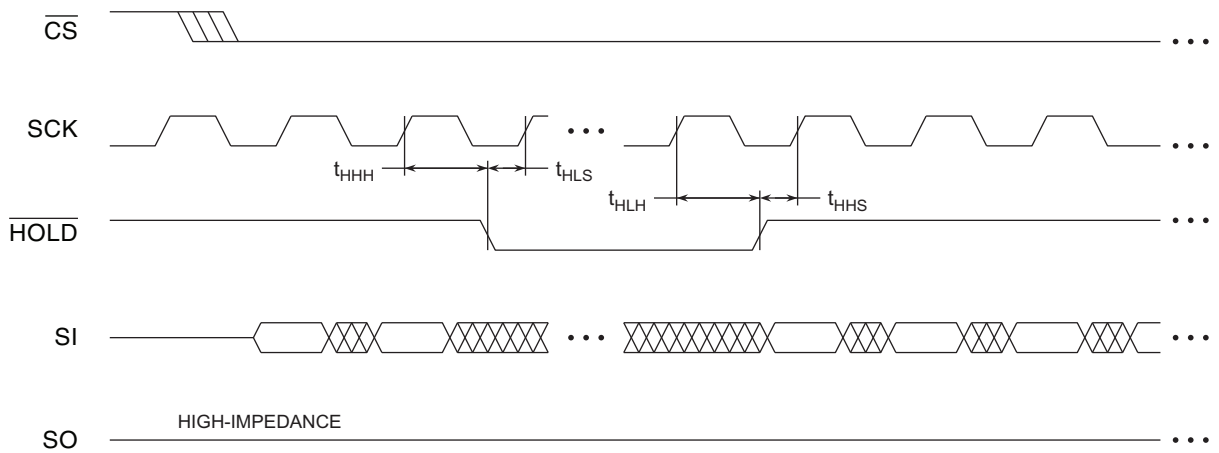 CS
SCK
tHHH
tHLS
tHLH
tHHS
HOLD
SI
HIGH-IMPEDANCE
SO